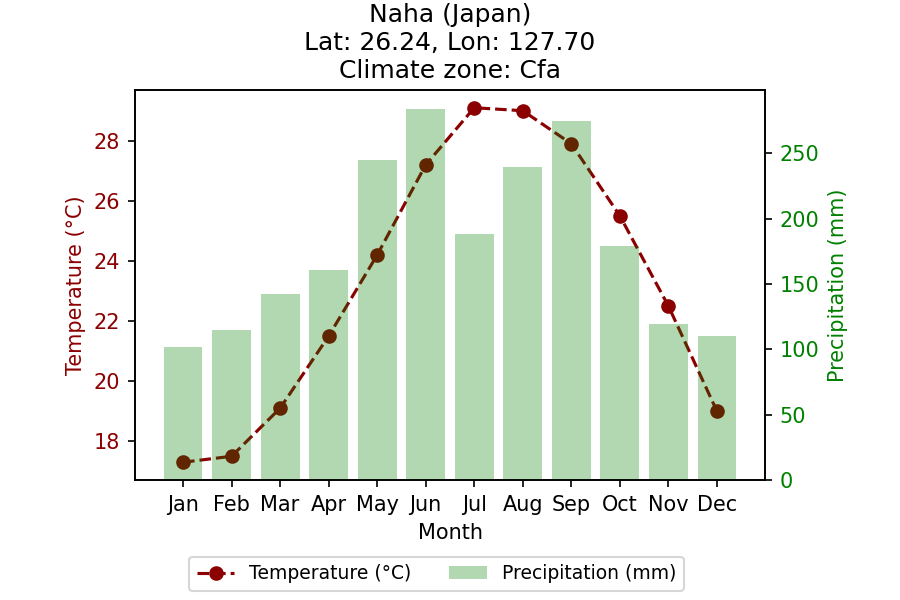 Naha (Japan)
Lat: 26.24, Lon: 127.70
Climate zone: Cfa
Temperature (°C)
28
26
24
22
20
18
250
200
150
100
50
0
Precipitation (mm)
Jan Feb Mar Apr May Jun Jul Aug Sep Oct Nov Dec
Month
Temperature (°C) Precipitation (mm)